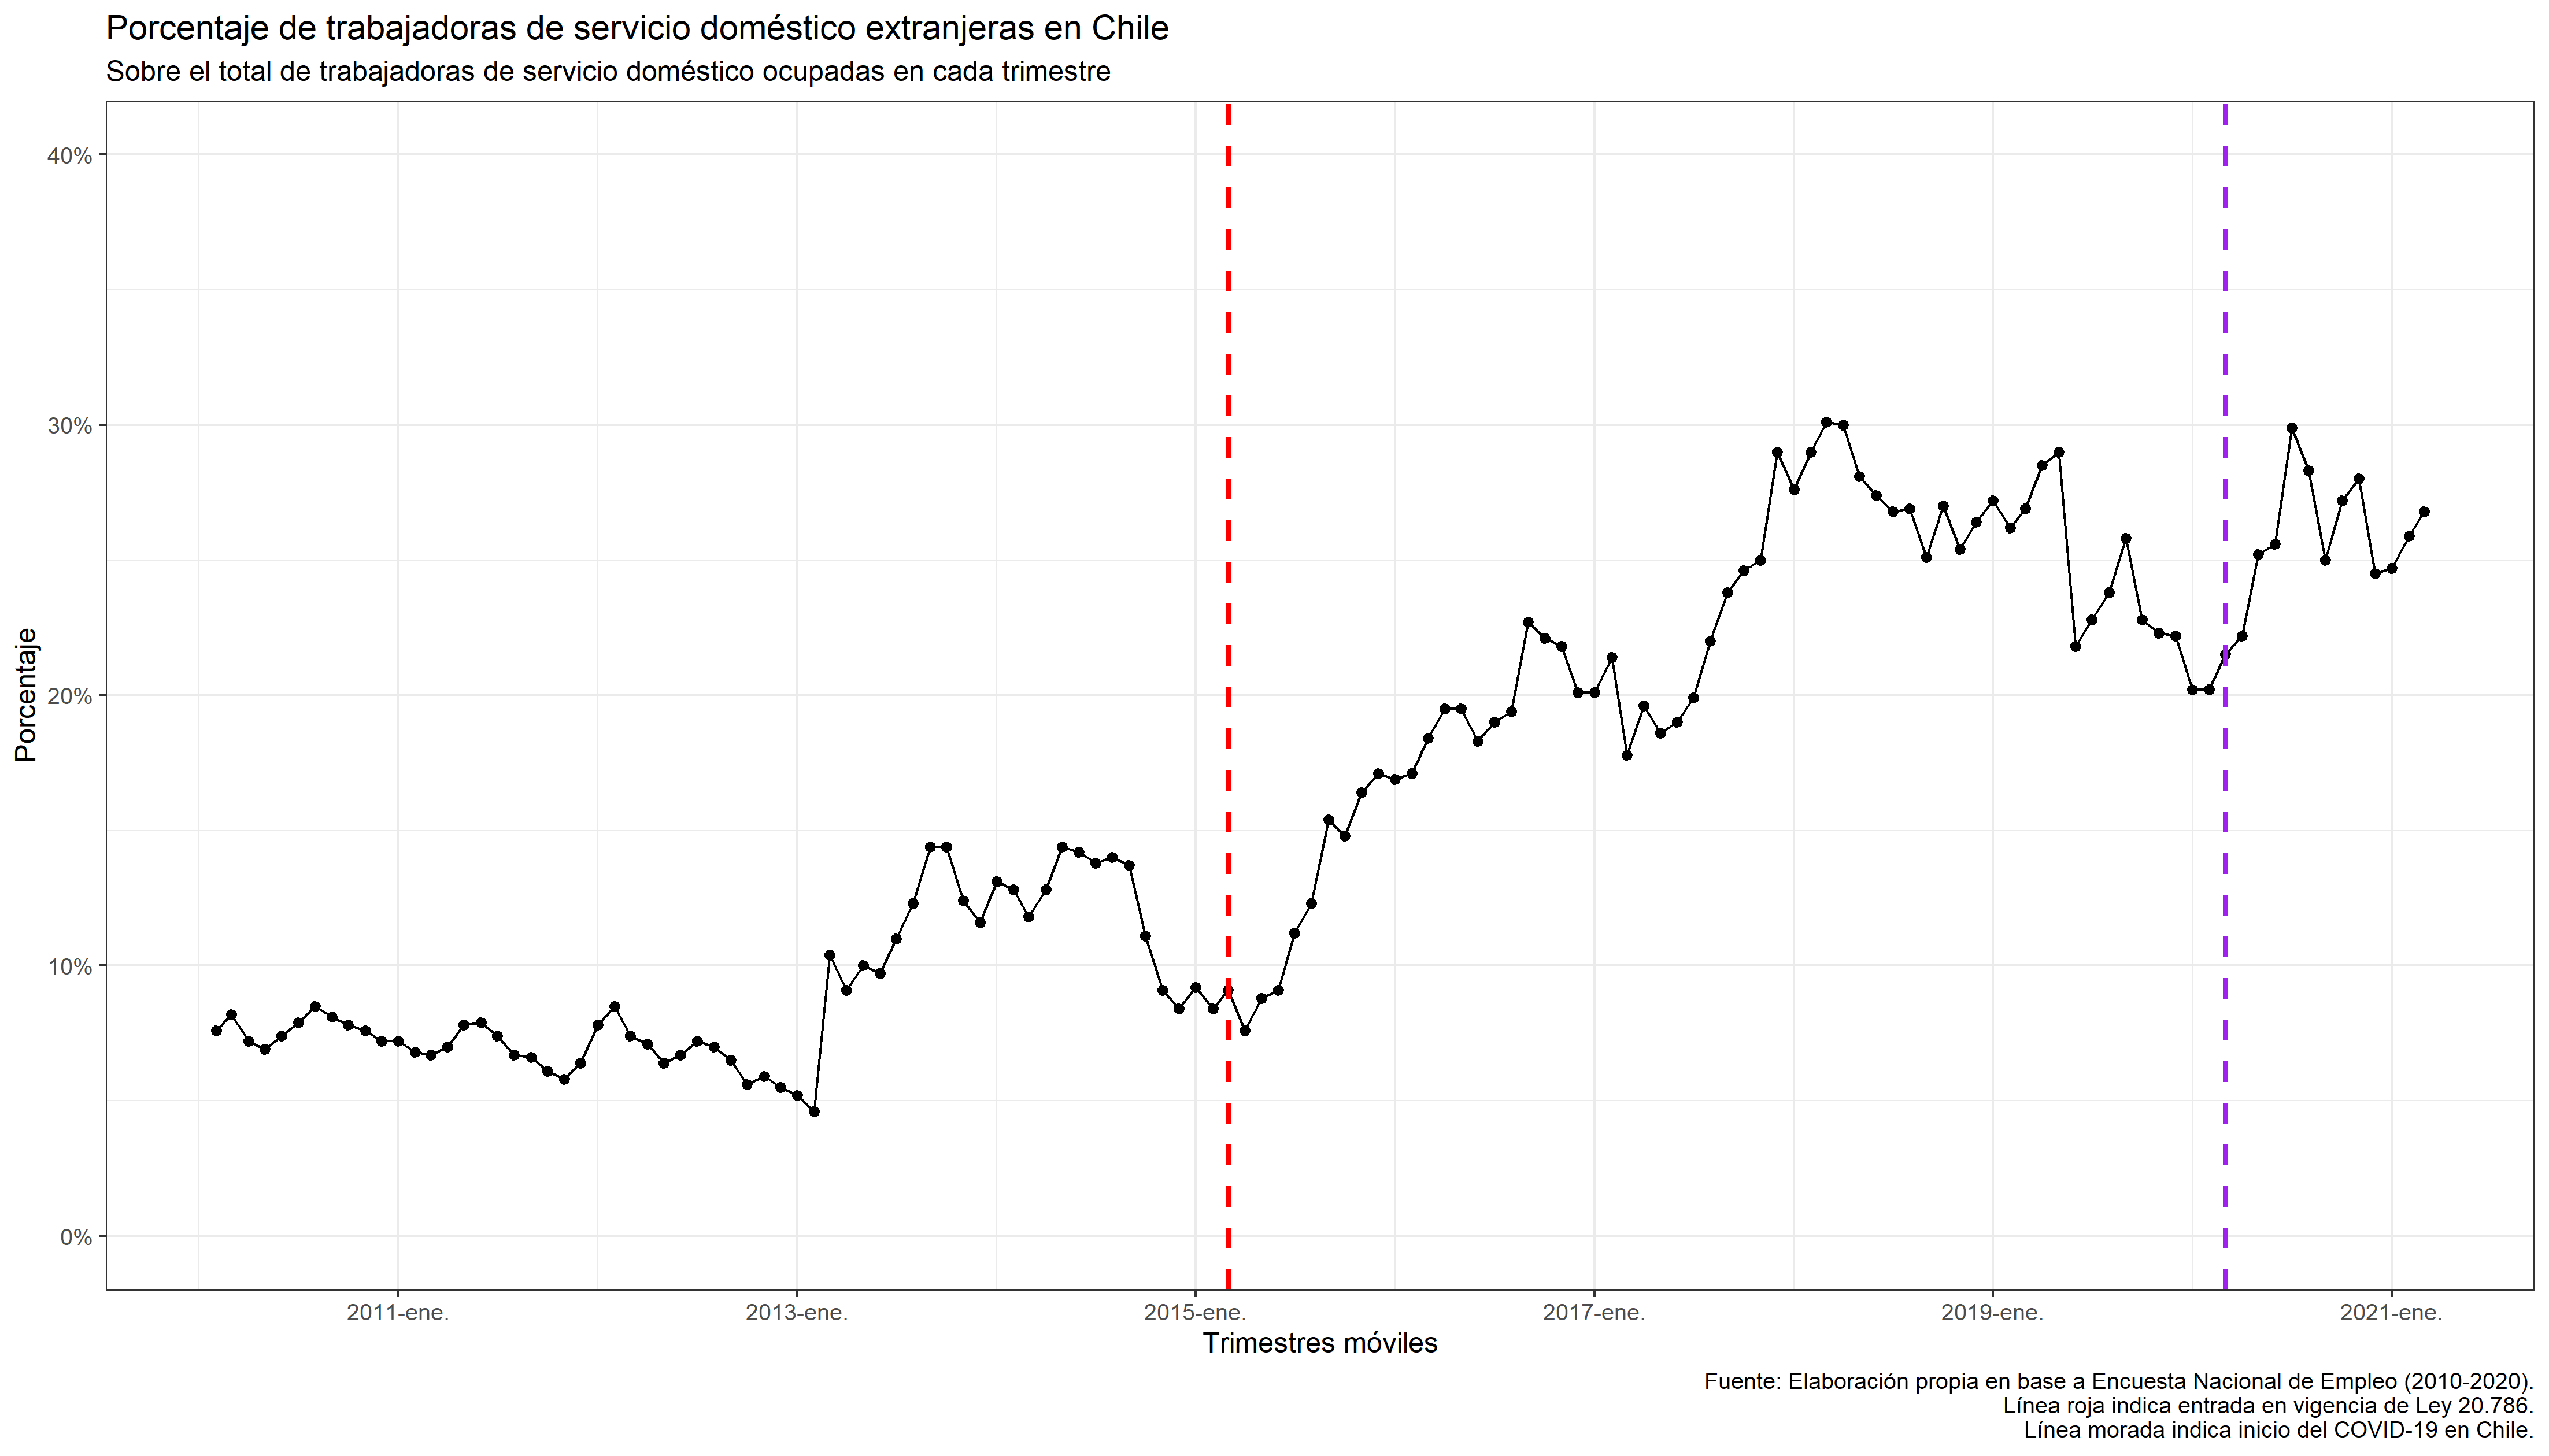 Porcentaje de trabajadoras de servicio doméstico extranjeras en Chile
Sobre el total de trabajadoras de servicio doméstico ocupadas en cada trimestre
Porcentaje
40%
30%
20%
10%
0%
2011-ene.
2013-ene.
2015-ene.
2017-ene.
2019-ene.
2021-ene.
Trimestres móviles
Fuente: Elaboración propia en base a Encuesta Nacional de Empleo (2010-2020).
Línea roja indica entrada en vigencia de Ley 20.786.
Línea morada indica inicio del COVID-19 en Chile.